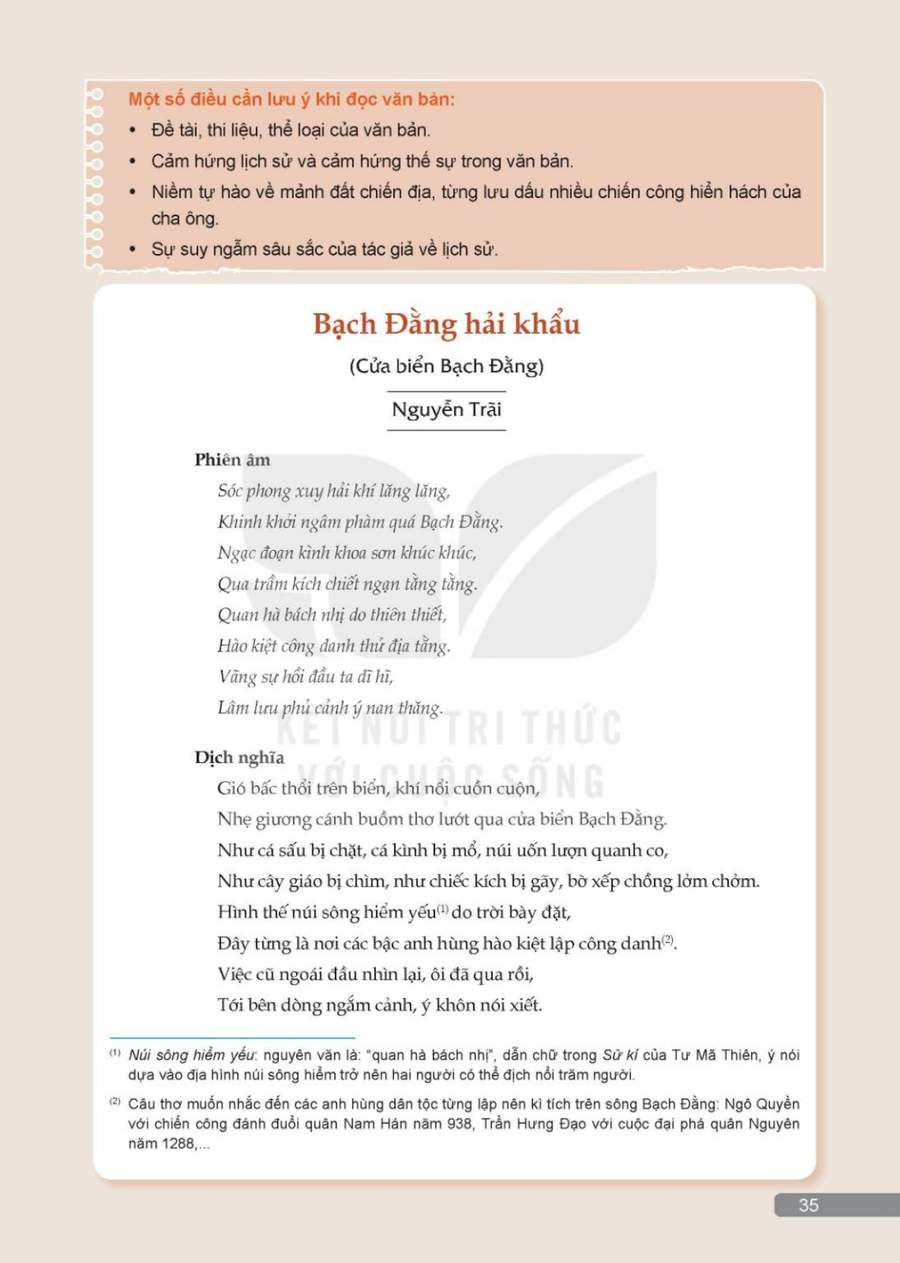 Một số điều cần lưu ý khi đọc văn bản:
• Đề tài, thi liệu, thể loại của văn bản.
• Cảm hứng lịch sử và cảm hứng thế sự trong văn bản.
• Niềm tự hào về mảnh đất chiến địa, từng lưu dấu nhiều chiến công hiển hách của
cha ông.
• Sự suy ngẫm sâu sắc của tác giả về lịch sử.
Bạch Đằng hải khẩu
(Cửa biển Bạch Đằng)
Nguyễn Trãi
Phiên âm
Sóc phong xuy hải khí lăng lăng,
Khinh khởi ngâm phàm quá Bạch Đằng.
Ngạc đoạn kình khoa sơn khúc khúc,
Qua trầm kích chiết ngạn tằng tằng.
Quan hà bách nhị do thiên thiết,
Hào kiệt công danh thử địa tằng.
Vãng sự hồi đầu ta dĩ hĩ,
Lâm lưu phủ cảnh ý nan thăng.
KẾT NỐI TRI THỨC
VỚI CUỘC SỐNG
Dịch nghĩa
Gió bấc thổi trên biển, khí nổi cuồn cuộn,
Nhẹ giương cánh buồm thơ lướt qua cửa biển Bạch Đằng.
Như cá sấu bị chặt, cá kình bị mổ, núi uốn lượn quanh co,
Như cây giáo bị chìm, như chiếc kích bị gãy, bờ xếp chồng lởm chởm.
Hình thế núi sông hiểm yếu(1) do trời bày đặt,
Đây từng là nơi các bậc anh hùng hào kiệt lập công danh(2).
Việc cũ ngoái đầu nhìn lại, ôi đã qua rồi,
Tới bên dòng ngắm cảnh, ý khôn nói xiết.
(1) Núi sông hiểm yếu: nguyên văn là: “quan hà bách nhị”, dẫn chữ trong Sử kí của Tư Mã Thiên, ý nói
dựa vào địa hình núi sông hiểm trở nên hai người có thể địch nổi trăm người.
(2) Câu thơ muốn nhắc đến các anh hùng dân tộc từng lập nên kì tích trên sông Bạch Đằng: Ngô Quyền
với chiến công đánh đuổi quân Nam Hán năm 938, Trần Hưng Đạo với cuộc đại phá quân Nguyên
năm 1288,...
35